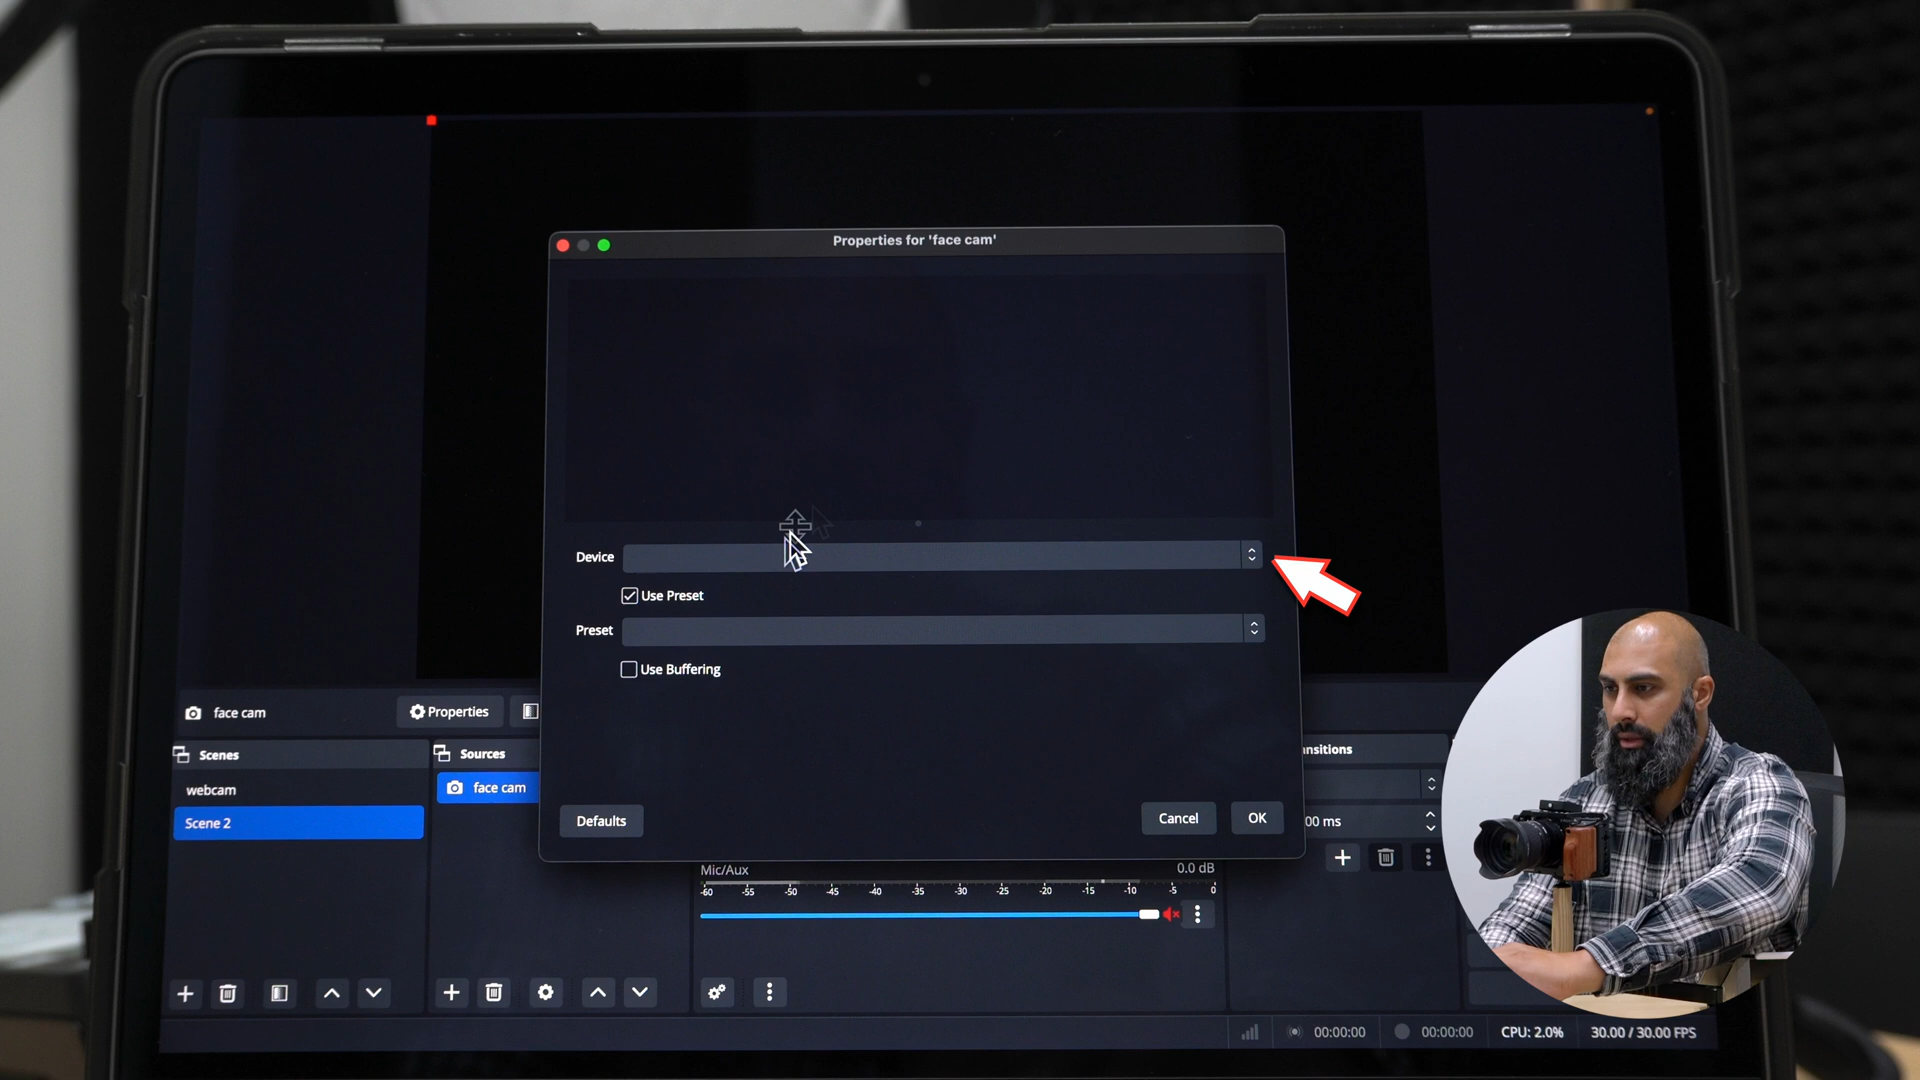 Properties for 'face cam'
Device
Use Preset
Preset
Use Buffering
Defaults
Cancel
OK
face cam
Properties
Scenes
webcam
Scene 2
Sources
face cam
nsitions
00 ms
Mic/Aux
0.0 dB
-60 -55 -50 -45 -40 -35 -30 -25 -20 -15 -10 -5 0
00:00:00
00:00:00
CPU: 2.0%
30.00 / 30.00 FPS